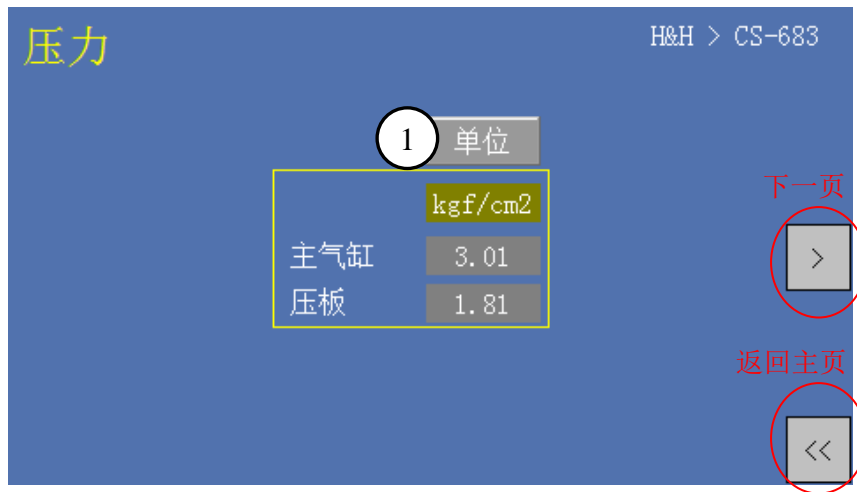 压力
H&H > CS-683
1
单位
kgf/cm2
主气缸 3.01
压板 1.81
下一页
>
返回主页
<<